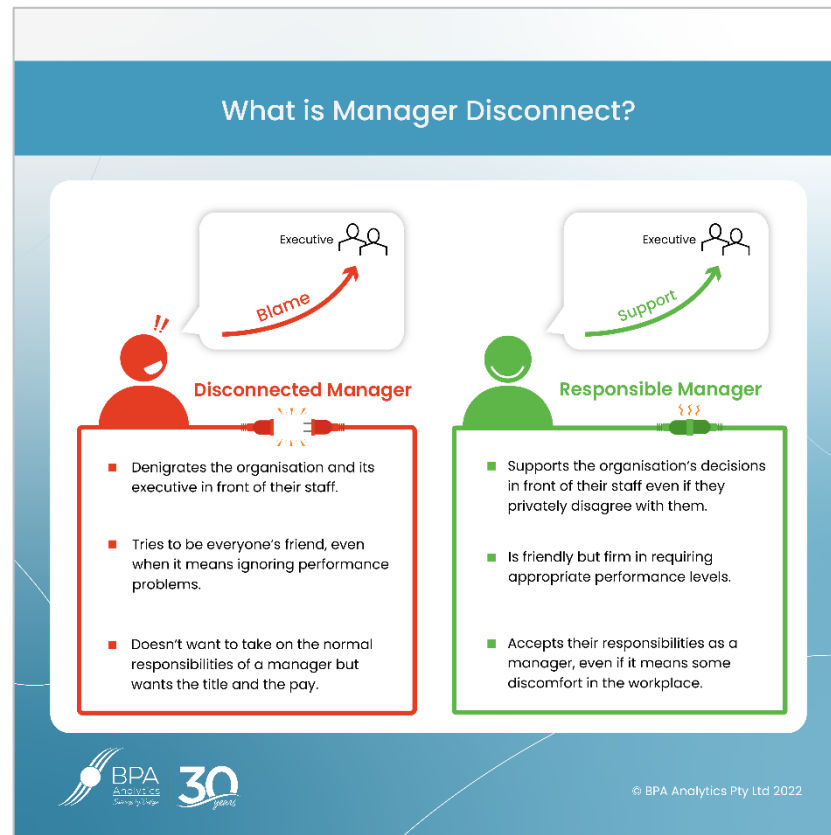 What is Manager Disconnect?
Executive
Blame
!!
Disconnected Manager
Denigrates the organisation and its
executive in front of their staff.
Tries to be everyone's friend, even
when it means ignoring performance
problems.
Doesn't want to take on the normal
responsibilities of a manager but
wants the title and the pay.
Executive
Support
Responsible Manager
Supports the organisation's decisions
in front of their staff even if they
privately disagree with them.
Is friendly but firm in requiring
appropriate performance levels.
Accepts their responsibilities as a
manager, even if it means some
discomfort in the workplace.
BPA
Analytics
30
years
© BPA Analytics Pty Ltd 2022